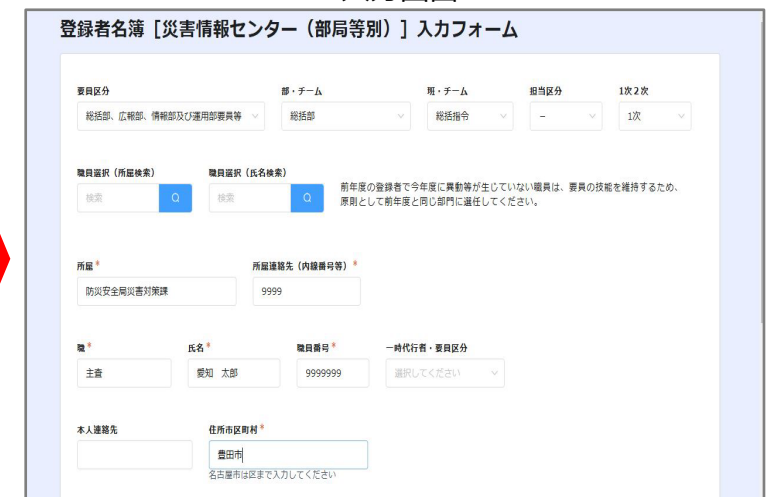 登録者名簿［災害情報センター（部局等別）］入力フォーム
要員区分 部・チーム 班・チーム 担当区分 1次2次
総括部、広報部、情報部及び運用部要員等 総括部 総括指令 – 1次
職員選択（所属検索） 職員選択（氏名検索）
検索 検索
前年度の登録者で今年度に異動等が生じていない職員は、要員の技能を維持するため、
原則として前年度と同じ部門に選任してください。
所属* 所属連絡先（内線番号等）*
防災安全局災害対策課 9999
職* 氏名* 職員番号* 一時代行者・要員区分
主査 愛知 太郎 9999999 選択してください
本人連絡先 住所市区町村*
豊田市
名古屋市は区まで入力してください